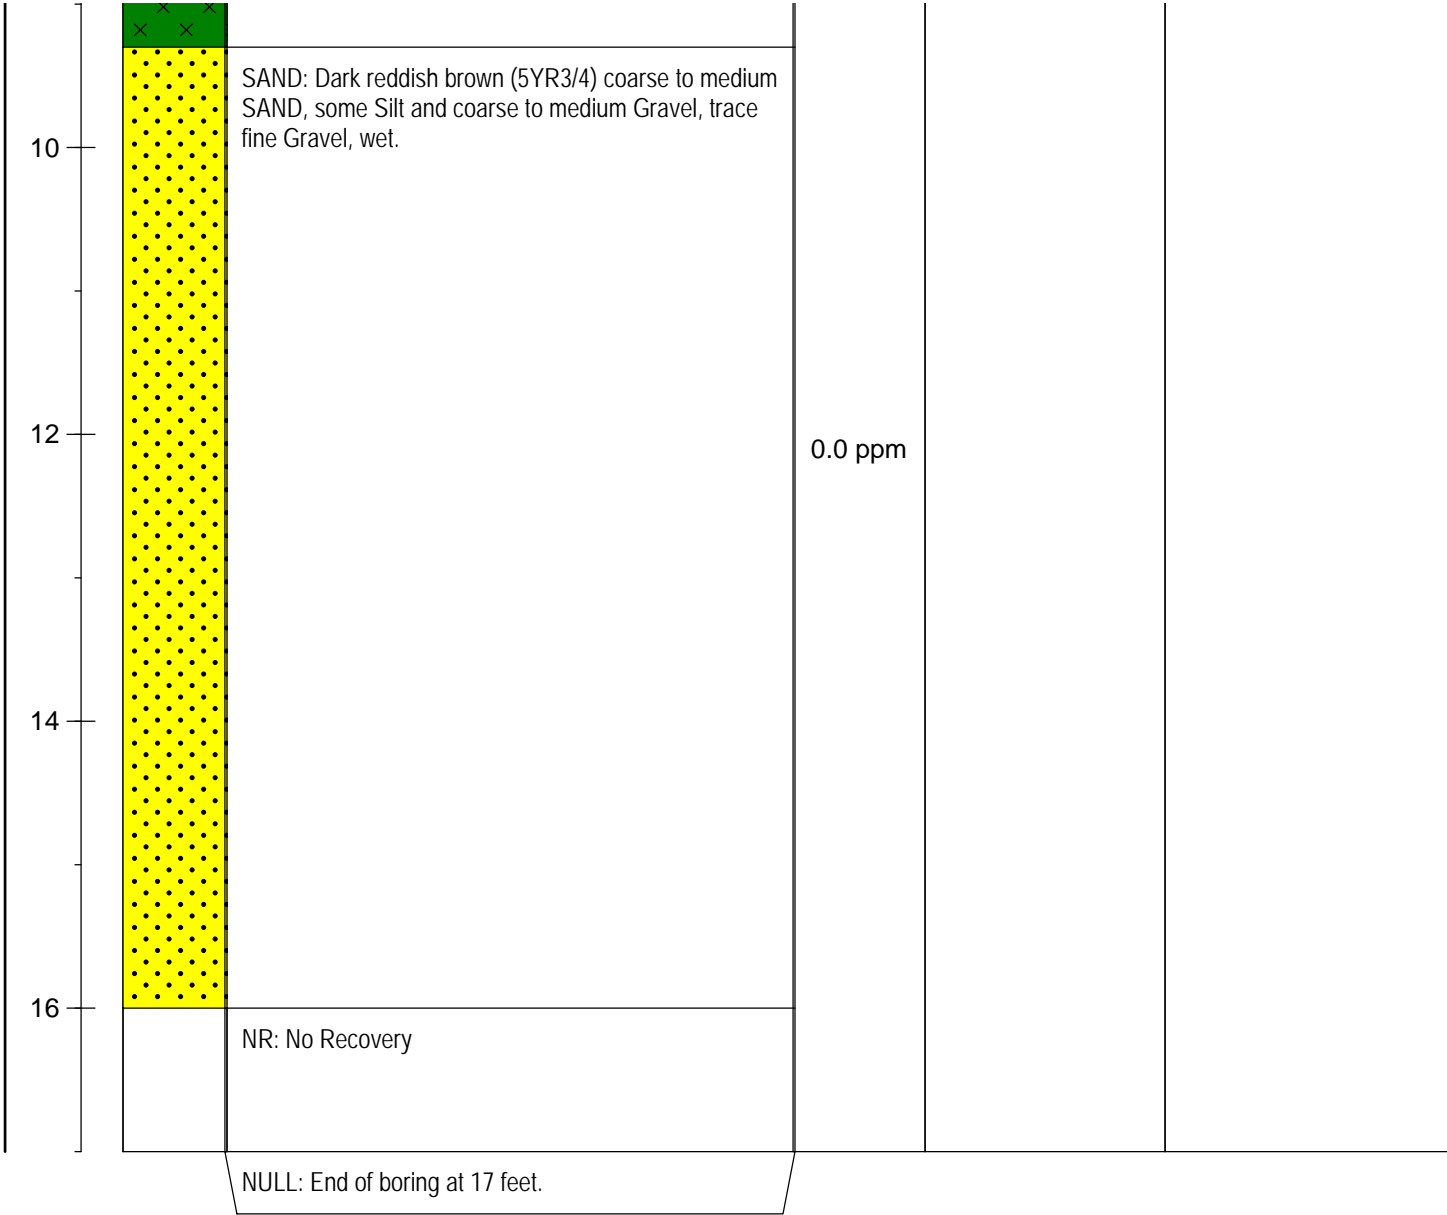 SAND: Dark reddish brown (5YR3/4) coarse to medium
SAND, some Silt and coarse to medium Gravel, trace
fine Gravel, wet.
10
12
0.0 ppm
14
16
NR: No Recovery
NULL: End of boring at 17 feet.